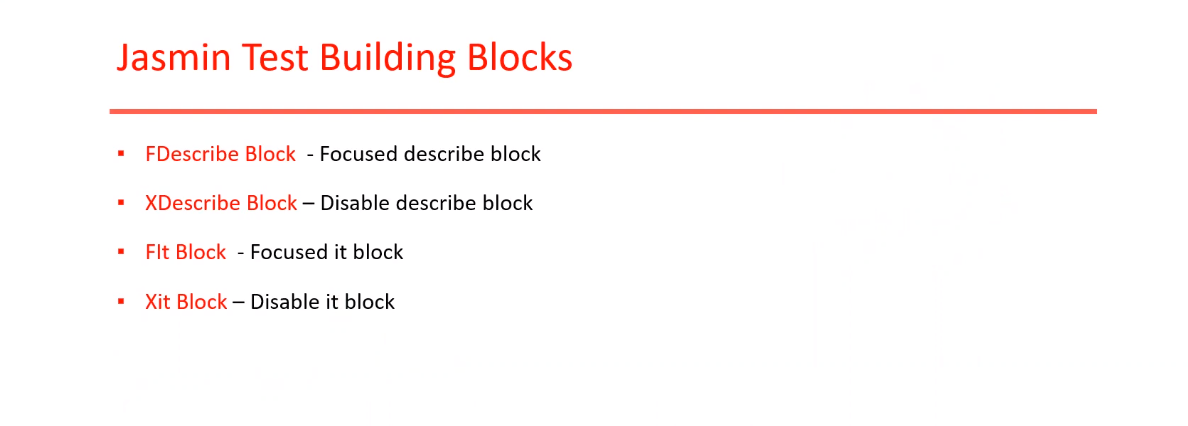 Jasmin Test Building Blocks
▪ FDescribe Block - Focused describe block
▪ XDescribe Block – Disable describe block
▪ FIt Block - Focused it block
▪ Xit Block – Disable it block